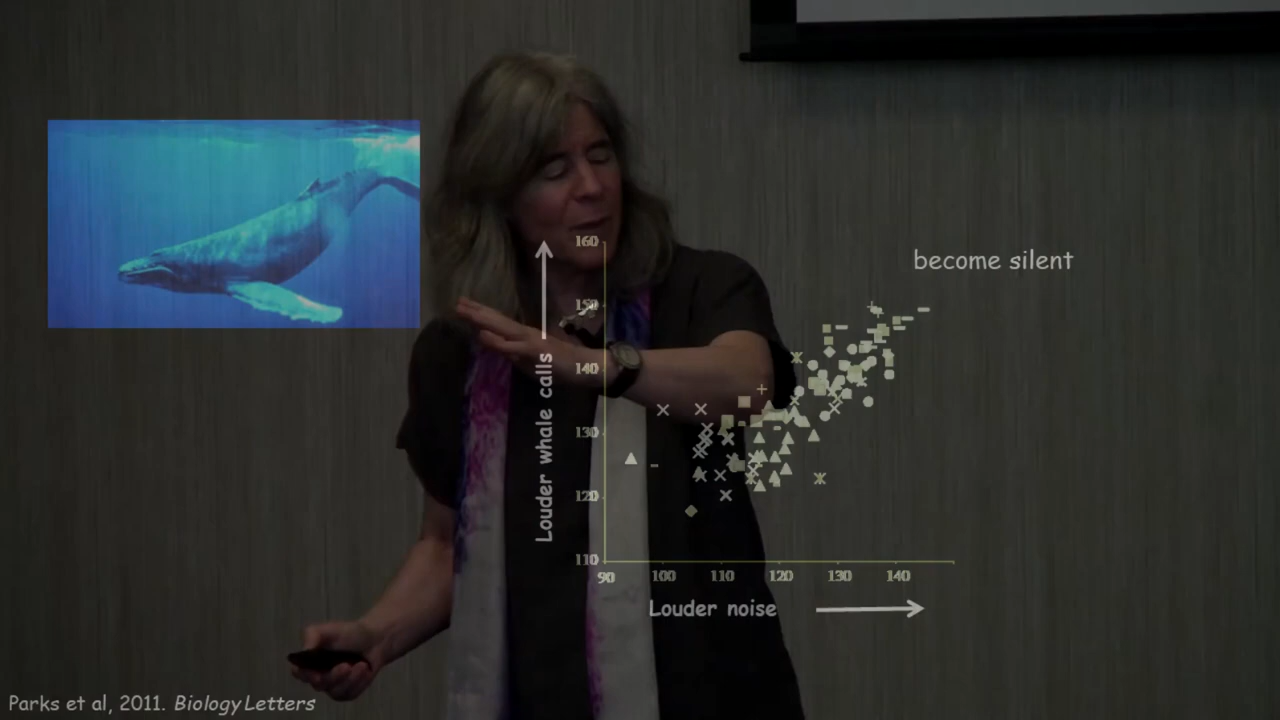 become silent
Louder whale calls
160
150
140
130
120
110
90 100 110 120 130 140
Louder noise
Parks et al, 2011. Biology Letters